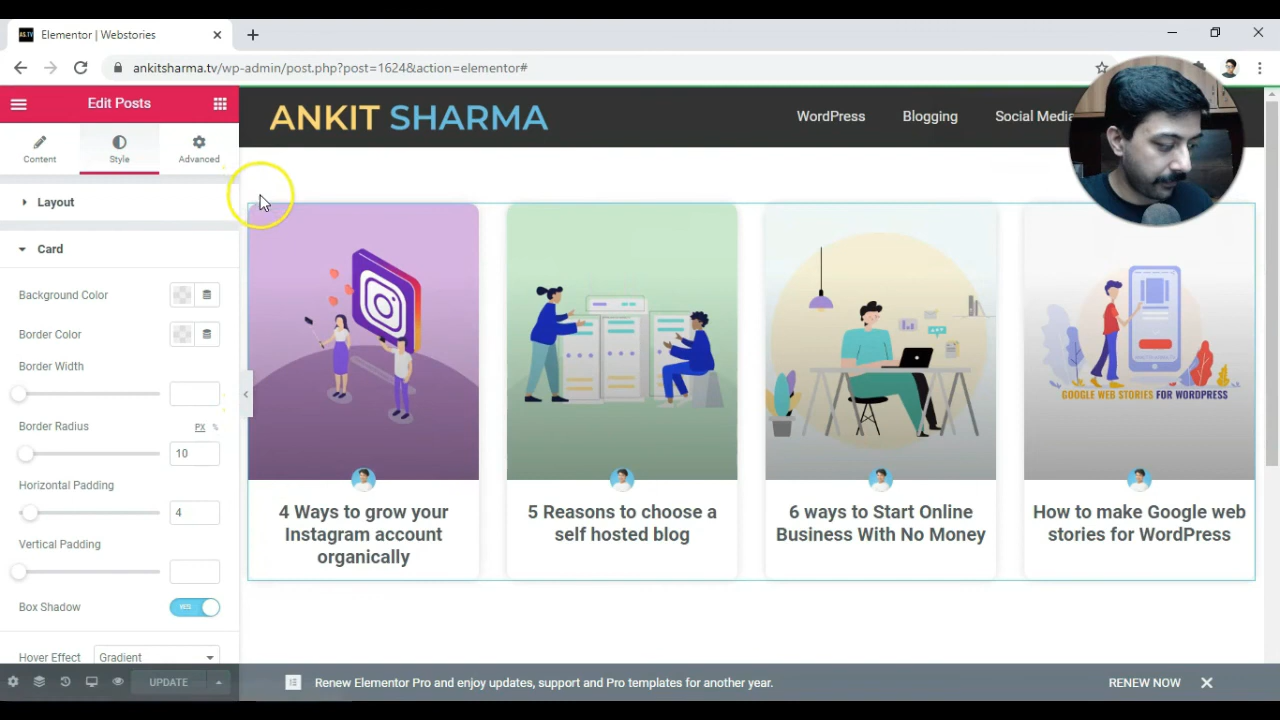 Elementor | Webstories
ankitsharma.tv/wp-admin/post.php?post=1624&action=elementor#
Edit Posts
Content
Style
Advanced
Layout
Card
Background Color
Border Color
Border Width
Border Radius
PX %
10
Horizontal Padding
4
Vertical Padding
Box Shadow
YES
Hover Effect
Gradient
UPDATE
ANKIT SHARMA
WordPress
Blogging
Social Media
GOOGLE WEB STORIES FOR WORDPRESS
4 Ways to grow your
Instagram account
organically
5 Reasons to choose a
self hosted blog
6 ways to Start Online
Business With No Money
How to make Google web
stories for WordPress
Renew Elementor Pro and enjoy updates, support and Pro templates for another year.
RENEW NOW